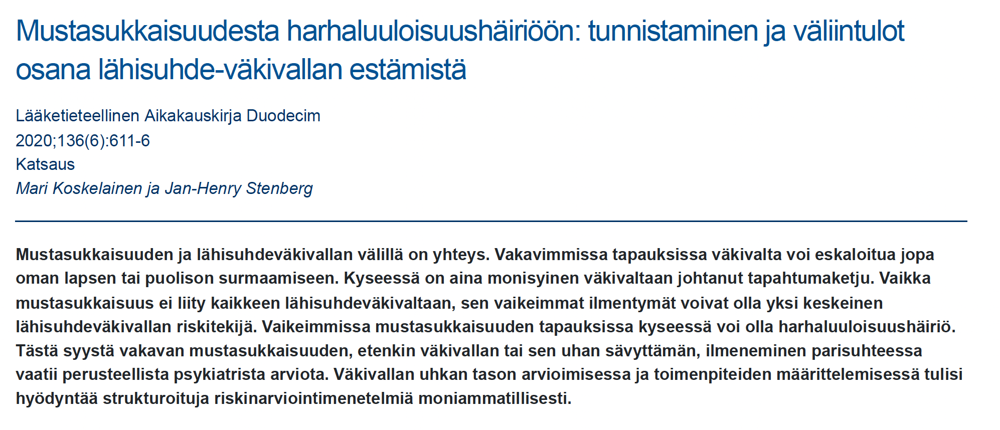 Mustasukkaisuudesta harhaluuloisuushäiriöön: tunnistaminen ja väliintulot
osana lähisuhde-väkivallan estämistä
Lääketieteellinen Aikakauskirja Duodecim
2020;136(6):611-6
Katsaus
Mari Koskelainen ja Jan-Henry Stenberg
Mustasukkaisuuden ja lähisuhdeväkivallan välillä on yhteys. Vakavimmissa tapauksissa väkivalta voi eskaloitua jopa
oman lapsen tai puolison surmaamiseen. Kyseessä on aina monisyinen väkivaltaan johtanut tapahtumaketju. Vaikka
mustasukkaisuus ei liity kaikkeen lähisuhdeväkivaltaan, sen vaikeimmat ilmentymät voivat olla yksi keskeinen
lähisuhdeväkivallan riskitekijä. Vaikeimmissa mustasukkaisuuden tapauksissa kyseessä voi olla harhaluuloisuushäiriö.
Tästä syystä vakavan mustasukkaisuuden, etenkin väkivallan tai sen uhan sävyttämän, ilmeneminen parisuhteessa
vaatii perusteellista psykiatrista arviota. Väkivallan uhkan tason arvioimisessa ja toimenpiteiden määrittelemisessä tulisi
hyödyntää strukturoituja riskinarviointimenetelmiä moniammatillisesti.